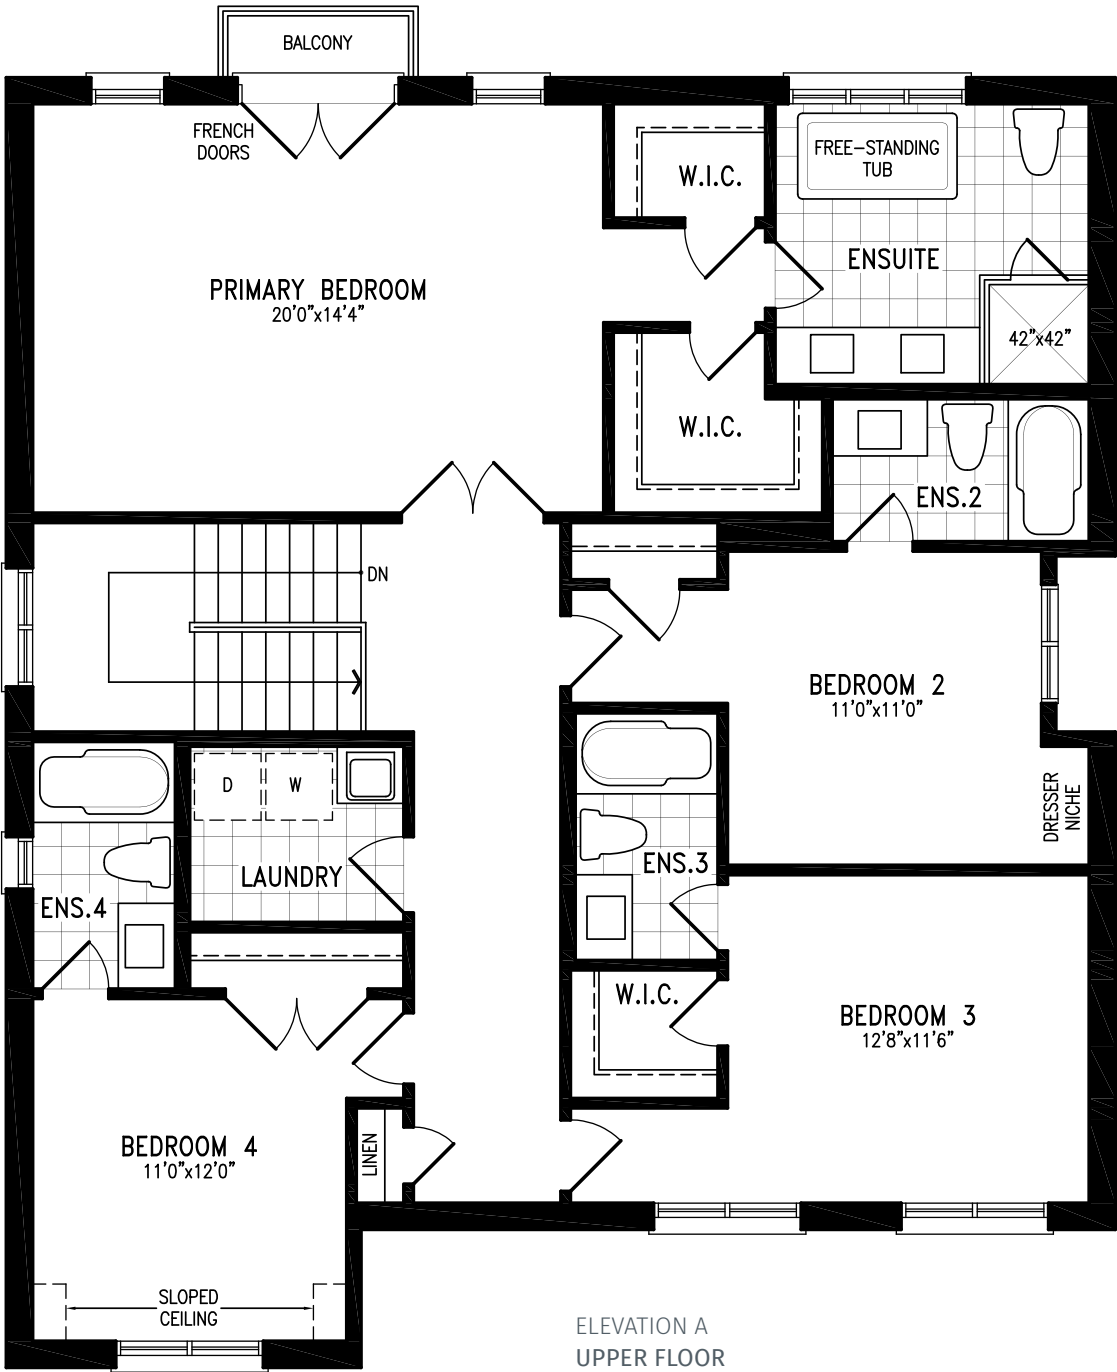 BALCONY
FRENCH
DOORS
W.I.C.
FREE-STANDING
TUB
ENSUITE
PRIMARY BEDROOM
20'0"x14'4"
42"x42"
W.I.C.
ENS.2
DN
BEDROOM 2
11'0"x11'0"
D
W
DRESSER
NICHE
LAUNDRY
ENS.3
ENS.4
W.I.C.
BEDROOM 3
12'8"x11'6"
BEDROOM 4
11'0"x12'0"
LINEN
SLOPED
CEILING
ELEVATION A
UPPER FLOOR